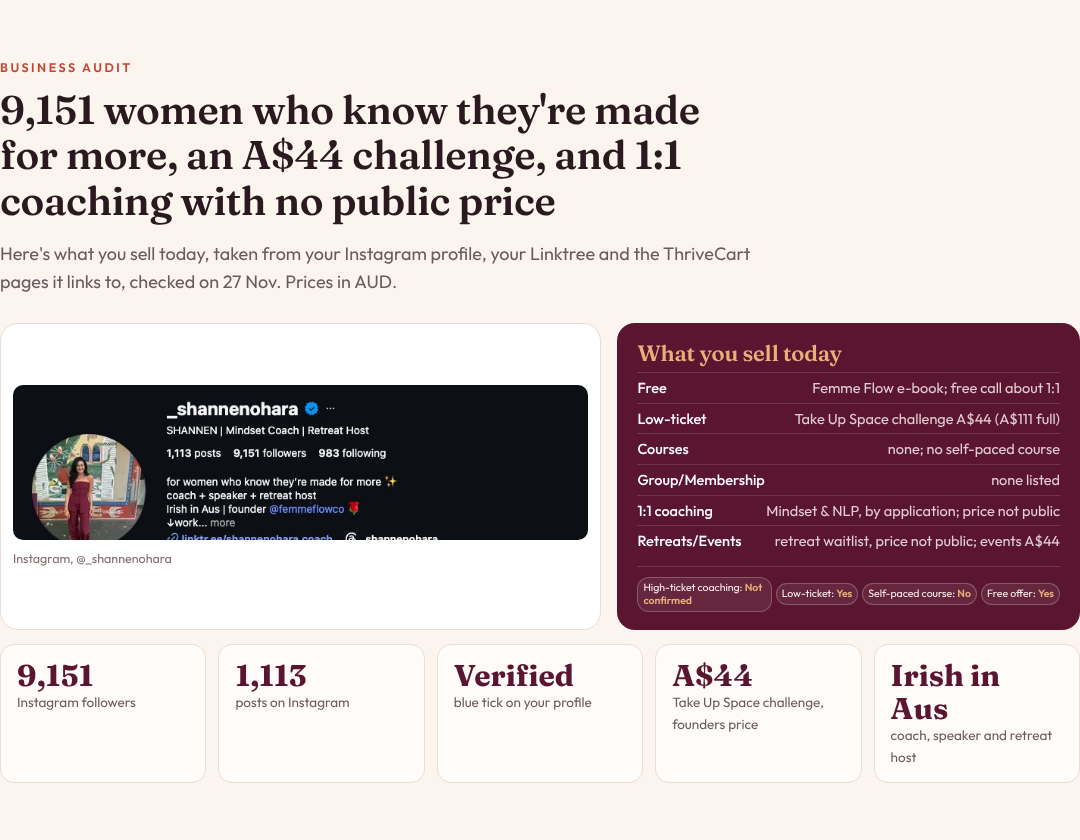 BUSINESS AUDIT
9,151 women who know they're made
for more, an A$44 challenge, and 1:1
coaching with no public price
Here's what you sell today, taken from your Instagram profile, your Linktree and the ThriveCart
pages it links to, checked on 27 Nov. Prices in AUD.
_shannenohara ...
SHANNEN | Mindset Coach | Retreat Host
1,113 posts 9,151 followers 983 following
for women who know they're made for more ✨
coach + speaker + retreat host
Irish in Aus | founder @femmeflowco 🌹
↓work... more
linktr.ee/shannenohara.coach shannenohara
Instagram, @_shannenohara
What you sell today
Free Femme Flow e-book; free call about 1:1
Low-ticket Take Up Space challenge A$44 (A$111 full)
Courses none; no self-paced course
Group/Membership none listed
1:1 coaching Mindset & NLP, by application; price not public
Retreats/Events retreat waitlist, price not public; events A$44
High-ticket coaching: Not
confirmed
Low-ticket: Yes
Self-paced course: No
Free offer: Yes
9,151
Instagram followers
1,113
posts on Instagram
Verified
blue tick on your profile
A$44
Take Up Space challenge,
founders price
Irish in
Aus
coach, speaker and retreat
host